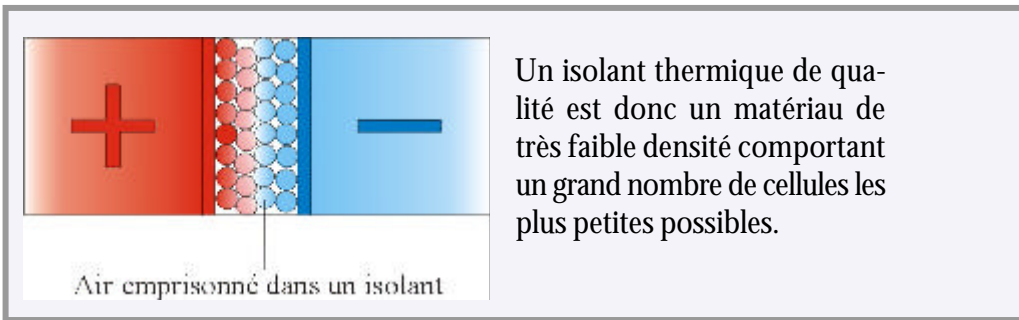 Un isolant thermique de qua-
lité est donc un matériau de
très faible densité comportant
un grand nombre de cellules les
plus petites possibles.
Air emprisonné dans un isolant